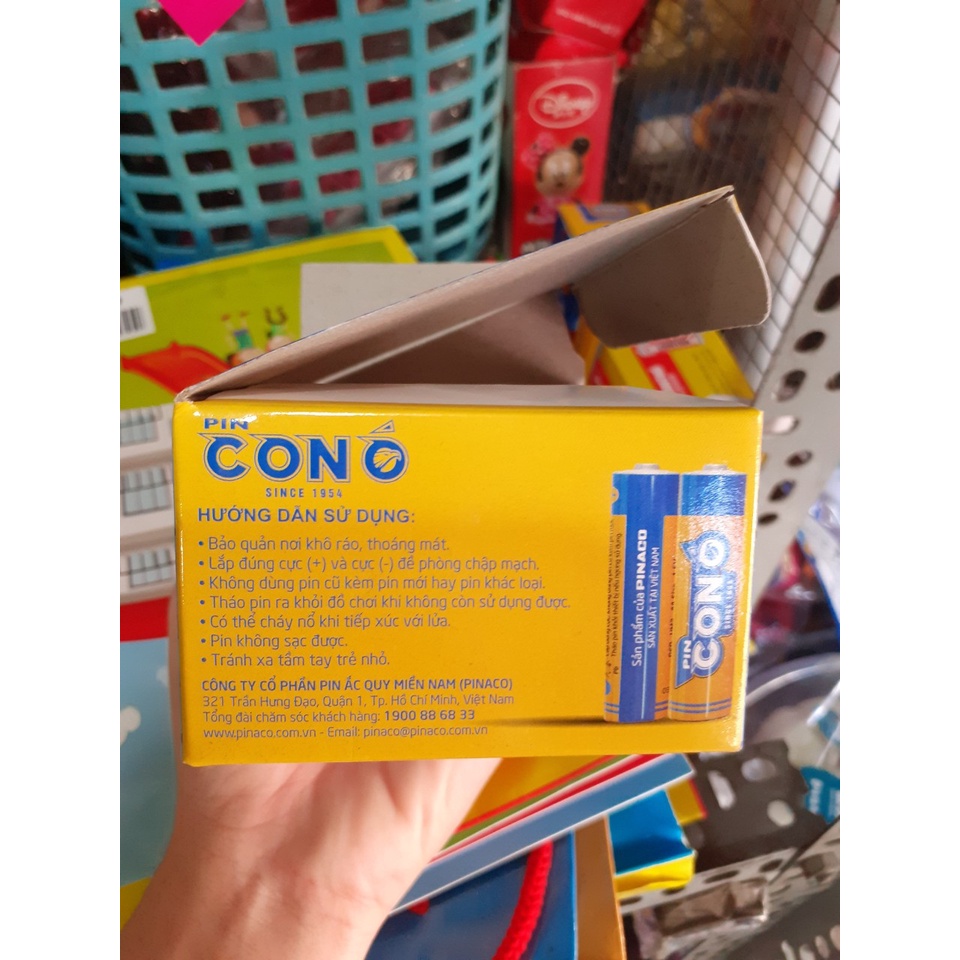 Disney
PIN
CON Ó
SINCE 1954
HƯỚNG DẪN SỬ DỤNG:
• Bảo quản nơi khô ráo, thoáng mát.
• Lắp đúng cực (+) và cực (-) để phòng chập mạch.
• Không dùng pin cũ kèm pin mới hay pin khác loại.
• Tháo pin ra khỏi đồ chơi khi không còn sử dụng được.
• Có thể cháy nổ khi tiếp xúc với lửa.
• Pin không sạc được.
• Tránh xa tầm tay trẻ nhỏ.
CÔNG TY CỔ PHẦN PIN ẮC QUY MIỀN NAM (PINACO)
321 Trần Hưng Đạo, Quận 1, Tp. Hồ Chí Minh, Việt Nam
Tổng đài chăm sóc khách hàng: 1900 88 68 33
www.pinaco.com.vn - Email: pinaco@pinaco.com.vn
Sản phẩm của PINACO
SẢN XUẤT TẠI VIỆT NAM
PIN
CON Ó
SINCE 1954